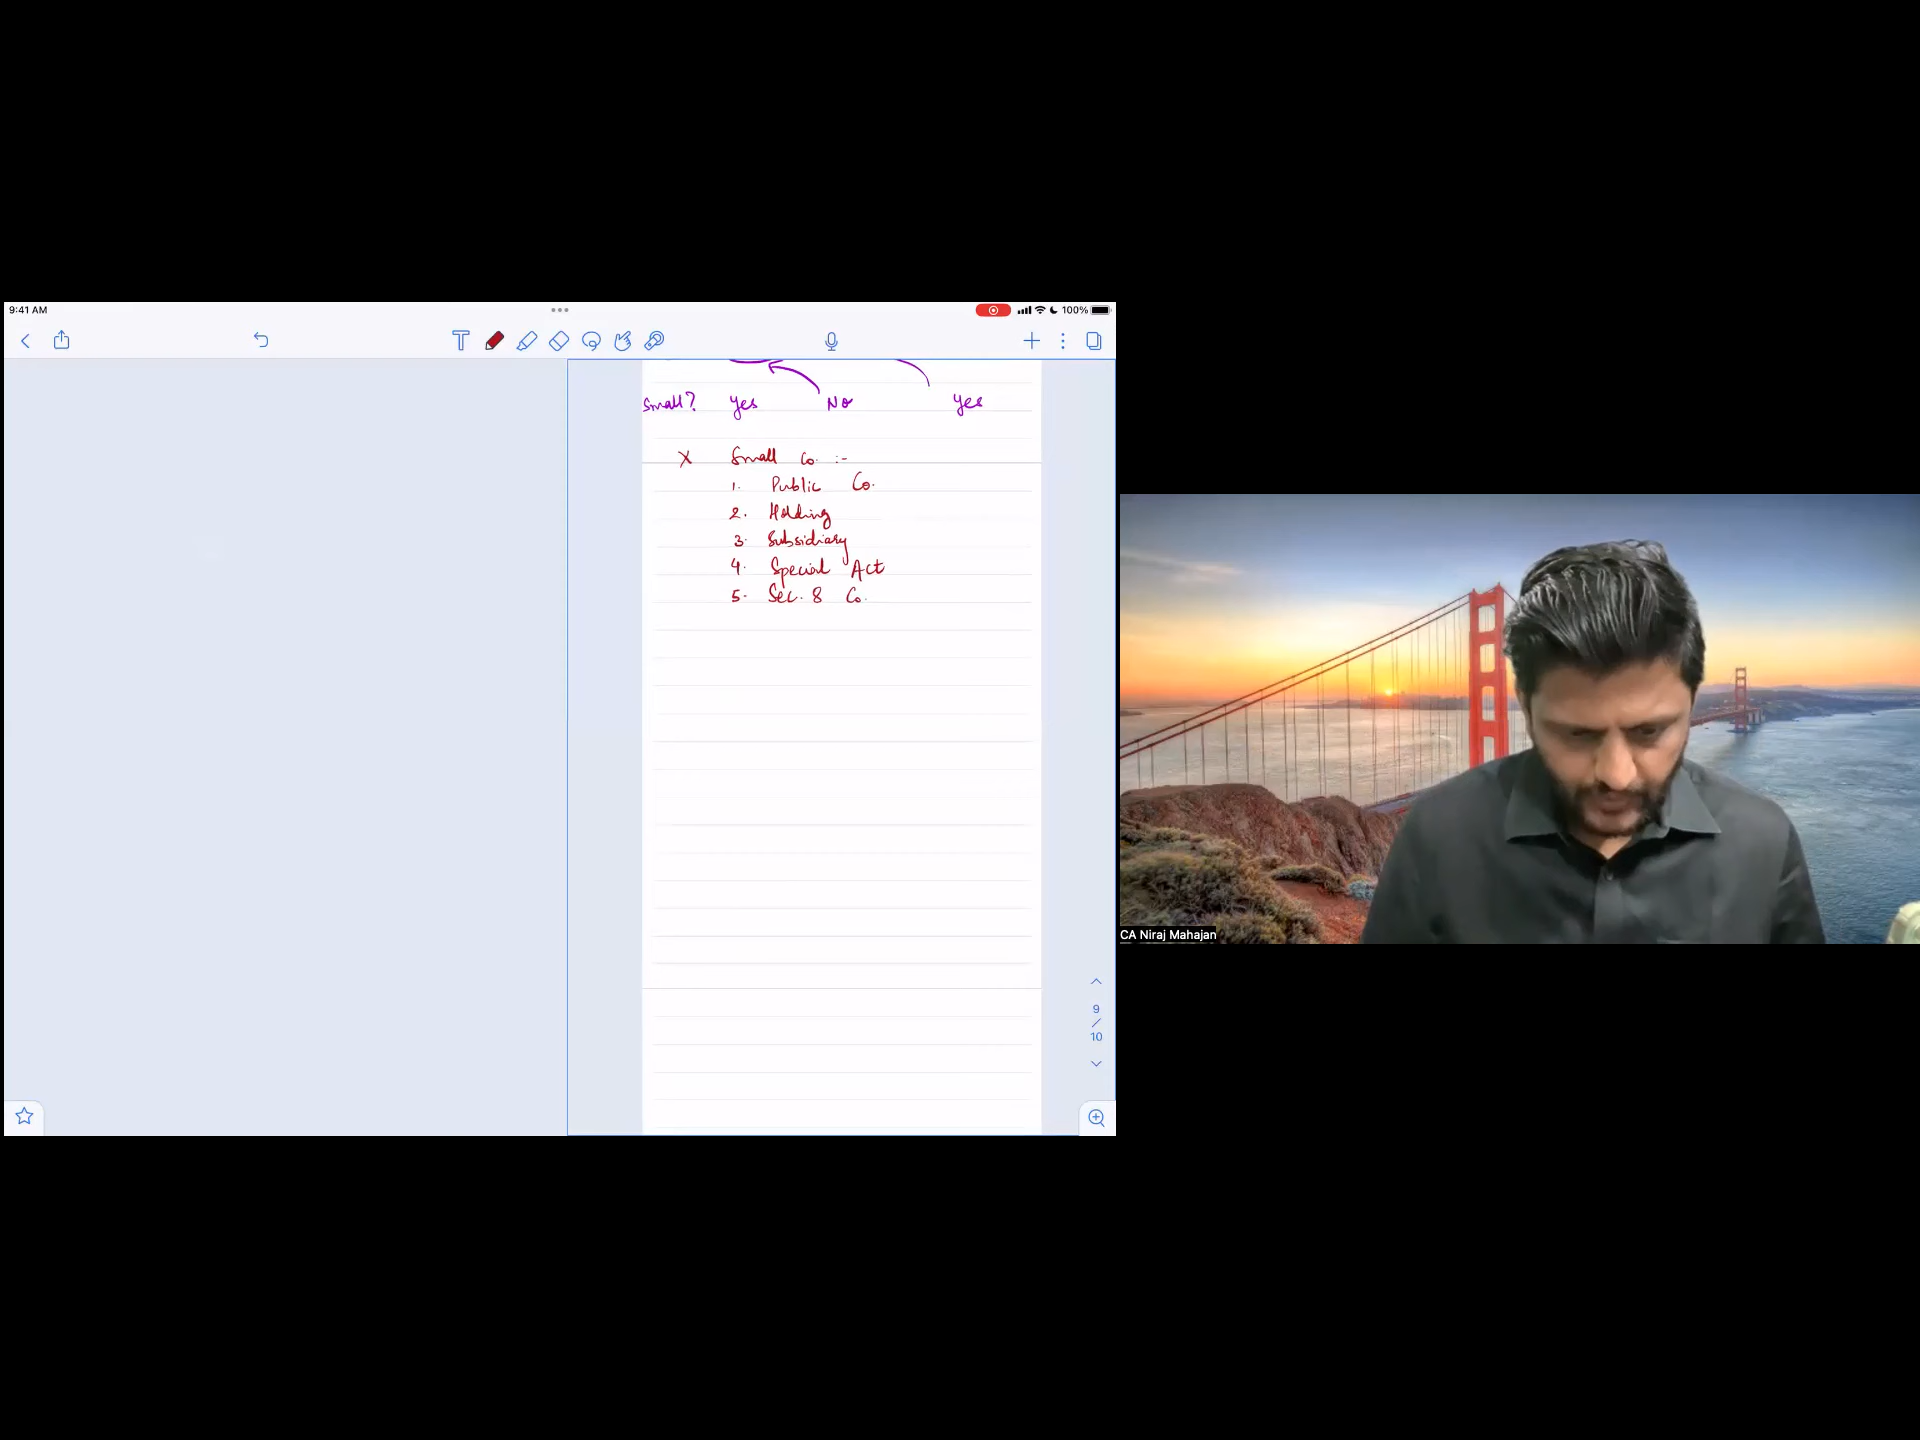 9:41 AM
100%
small? yes No yes
X Small Co. :-
1. Public Co.
2. Holding
3. Subsidiary
4. Special Act
5. Sec. 8 Co.
CA Niraj Mahajan
9
/
10